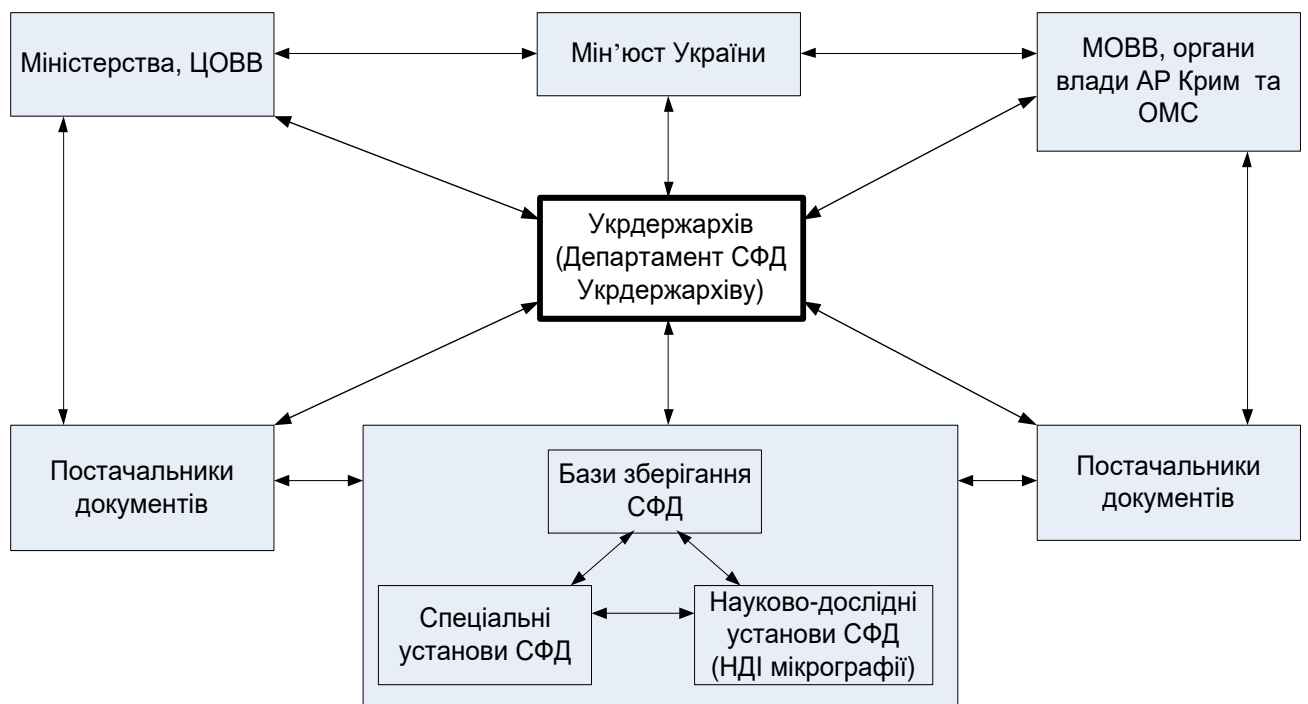 Міністерства, ЦОВВ
Мін’юст України
МОВВ, органи
влади АР Крим та
ОМС
Укрдержархів
(Департамент СФД
Укрдержархіву)
Постачальники
документів
Бази зберігання
СФД
Спеціальні
установи СФД
Науково-дослідні
установи СФД
(НДІ мікрографії)
Постачальники
документів